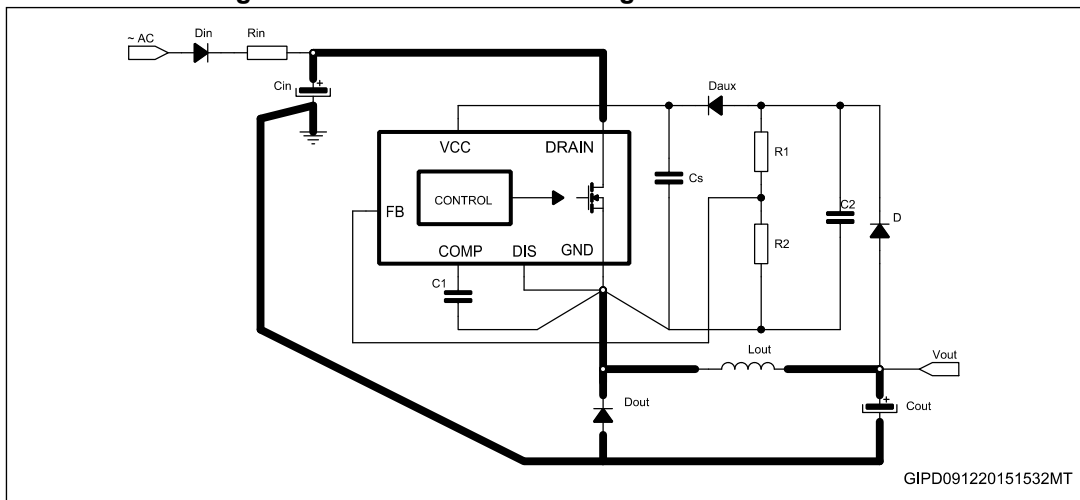 ~ AC
Din
Rin
Cin
+
Daux
VCC
DRAIN
R1
Cs
CONTROL
FB
C2
D
R2
COMP
DIS
GND
C1
Lout
Vout
Dout
+
Cout
GIPD091220151532MT